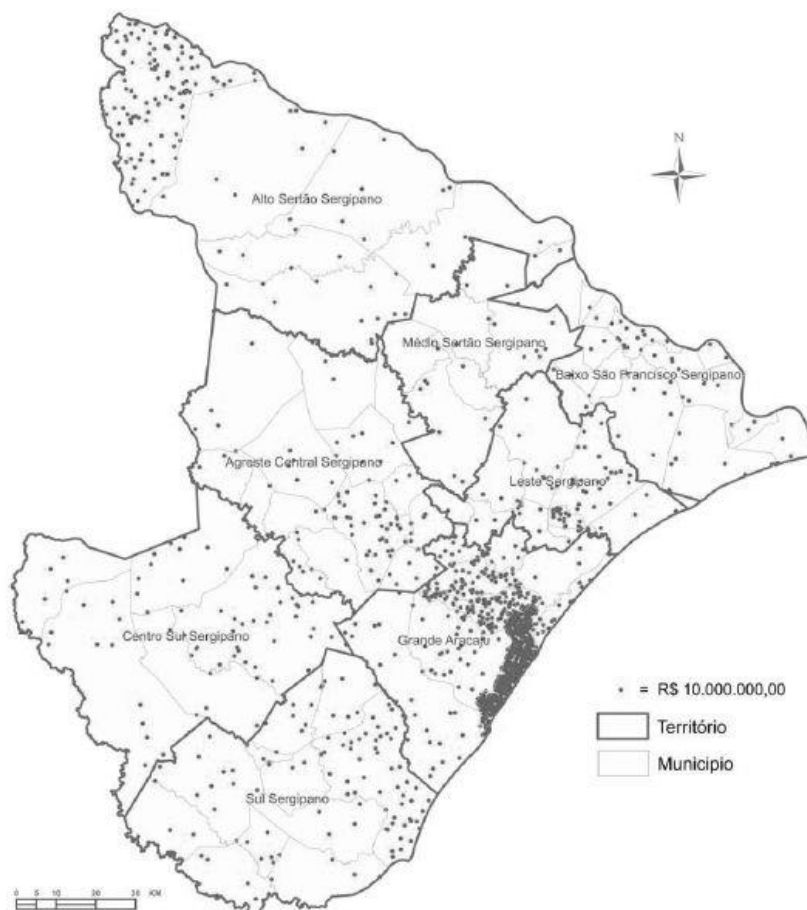 N
Alto Sertão Sergipano
Médio Sertão Sergipano
Baixo São Francisco Sergipano
Agreste Central Sergipano
Leste Sergipano
Centro Sul Sergipano
Grande Aracaju
Sul Sergipano
• = R$ 10.000.000,00
Território
Municipio
0 5 10 20 30 KM